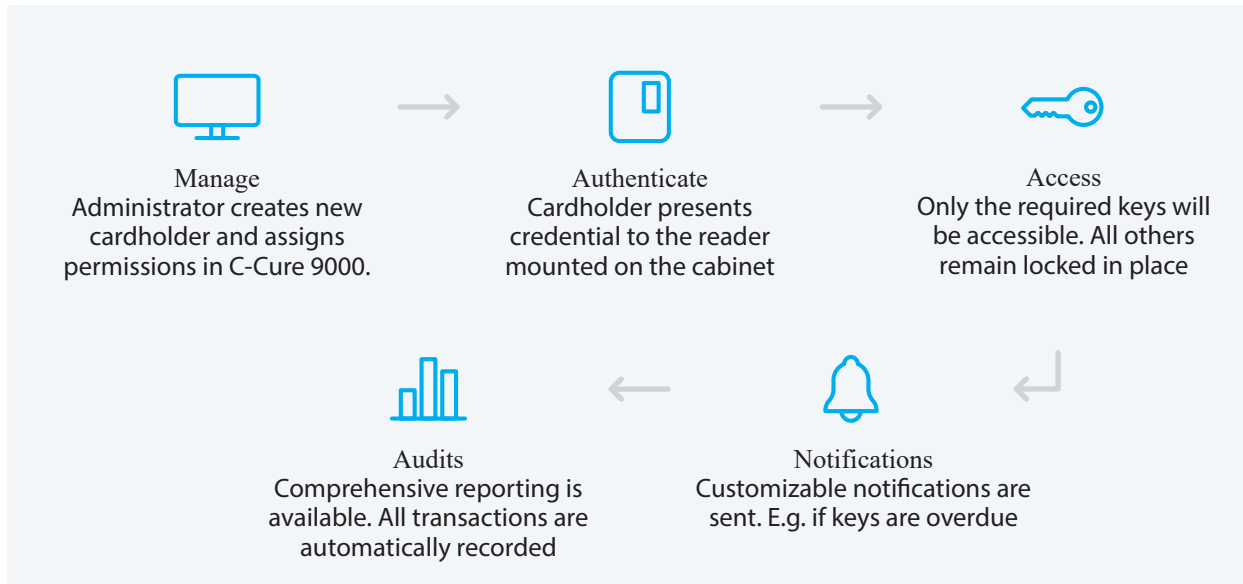 Manage
Administrator creates new
cardholder and assigns
permissions in C-Cure 9000.
Authenticate
Cardholder presents
credential to the reader
mounted on the cabinet
Access
Only the required keys will
be accessible. All others
remain locked in place
Notifications
Customizable notifications are
sent. E.g. if keys are overdue
Audits
Comprehensive reporting is
available. All transactions are
automatically recorded